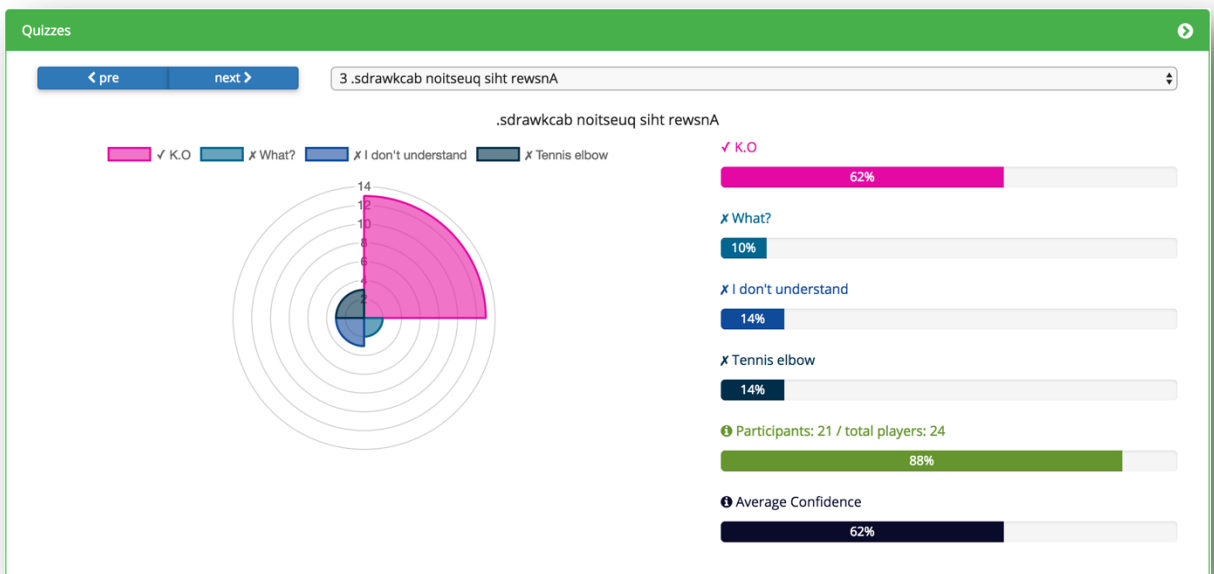 Quizzes
pre next 3 .sdrawkcab noitseuq siht rewsnA
.sdrawkcab noitseuq siht rewsnA
✓ K.O ✗ What? ✗ I don't understand ✗ Tennis elbow
14
12
10
8
6
4
2
✓ K.O
62%
✗ What?
10%
✗ I don't understand
14%
✗ Tennis elbow
14%
Participants: 21 / total players: 24
88%
Average Confidence
62%